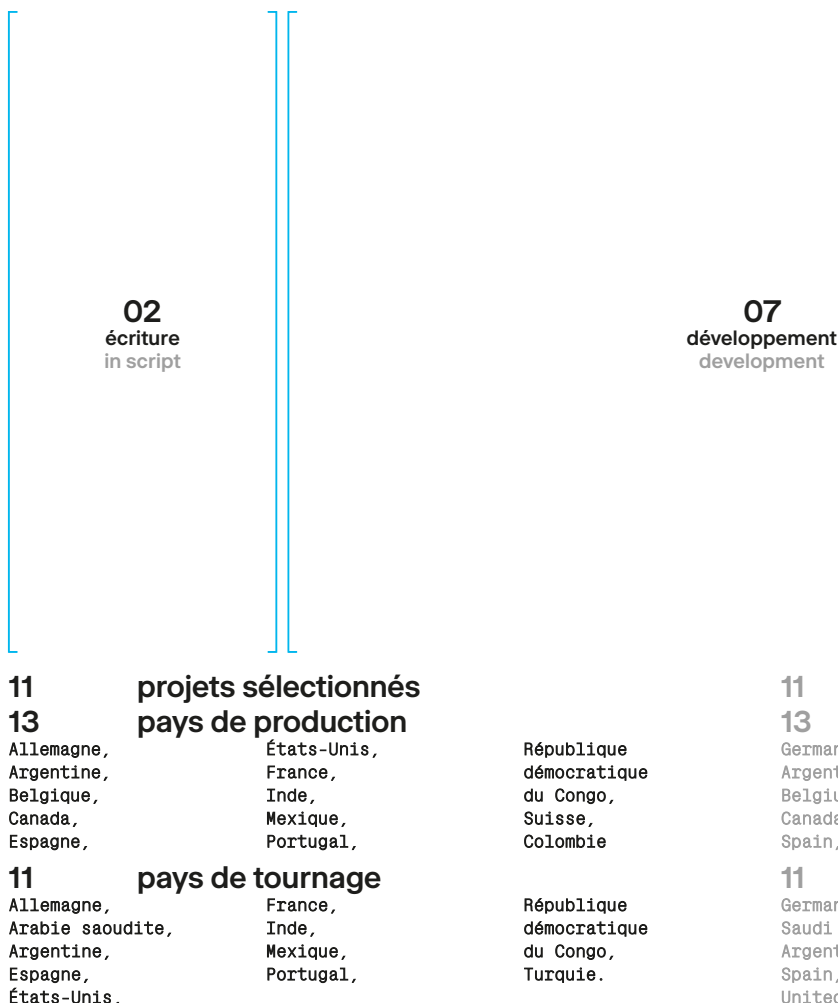 02
écriture
in script
07
développement
development
11 projets sélectionnés
13 pays de production
Allemagne,
Argentine,
Belgique,
Canada,
Espagne,
États-Unis,
France,
Inde,
Mexique,
Portugal,
République
démocratique
du Congo,
Suisse,
Colombie
11 pays de tournage
Allemagne,
Arabie saoudite,
Argentine,
Espagne,
États-Unis,
France,
Inde,
Mexique,
Portugal,
République
démocratique
du Congo,
Turquie.
11
13
11
Saudi
Spain,